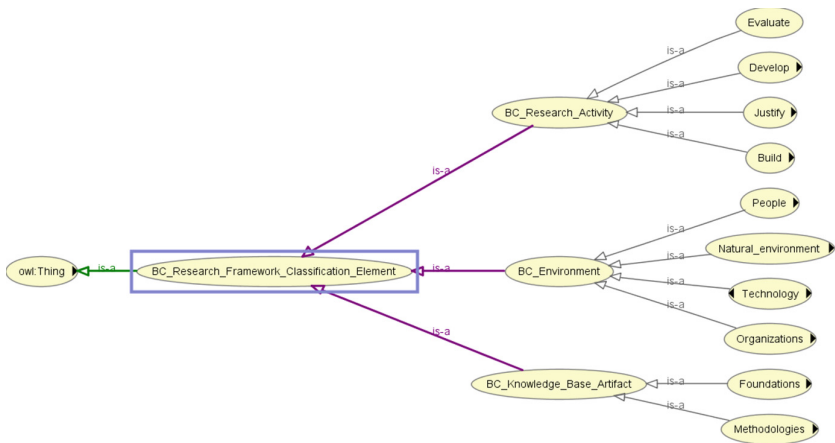 Evaluate
is-a
Develop
is-a
BC_Research_Activity
is-a
Justify
is-a
Build
is-a
People
is-a
Natural_environment
is-a
owl:Thing
is-a
BC_Research_Framework_Classification_Element
is-a
BC_Environment
is-a
Technology
is-a
Organizations
is-a
BC_Knowledge_Base_Artifact
is-a
Foundations
is-a
Methodologies